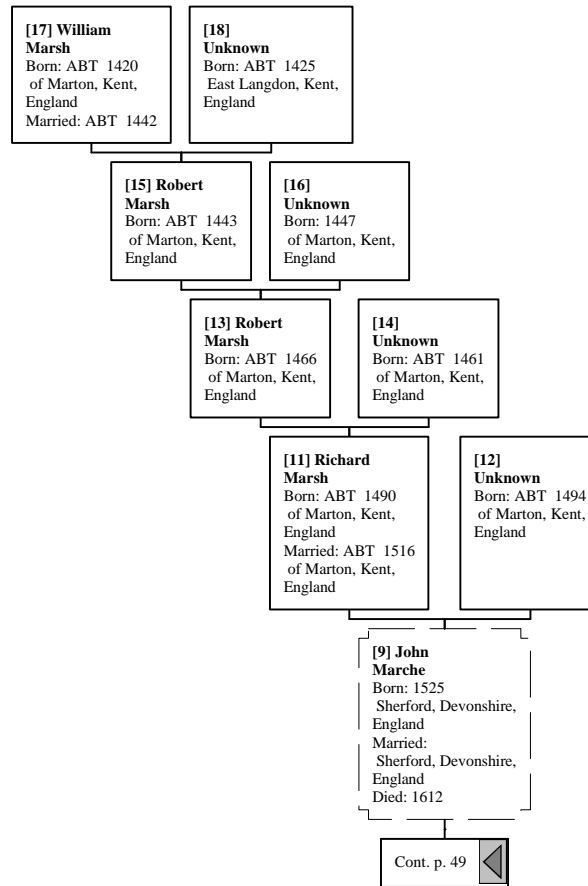 [17] William
Marsh
Born: ABT 1420
of Marton, Kent,
England
Married: ABT 1442
[18]
Unknown
Born: ABT 1425
East Langdon, Kent,
England
[15] Robert
Marsh
Born: ABT 1443
of Marton, Kent,
England
[16]
Unknown
Born: 1447
of Marton, Kent,
England
[13] Robert
Marsh
Born: ABT 1466
of Marton, Kent,
England
[14]
Unknown
Born: ABT 1461
of Marton, Kent,
England
[11] Richard
Marsh
Born: ABT 1490
of Marton, Kent,
England
Married: ABT 1516
of Marton, Kent,
England
[12]
Unknown
Born: ABT 1494
of Marton, Kent,
England
[9] John
Marche
Born: 1525
Sherford, Devonshire,
England
Married:
Sherford, Devonshire,
England
Died: 1612
Cont. p. 49